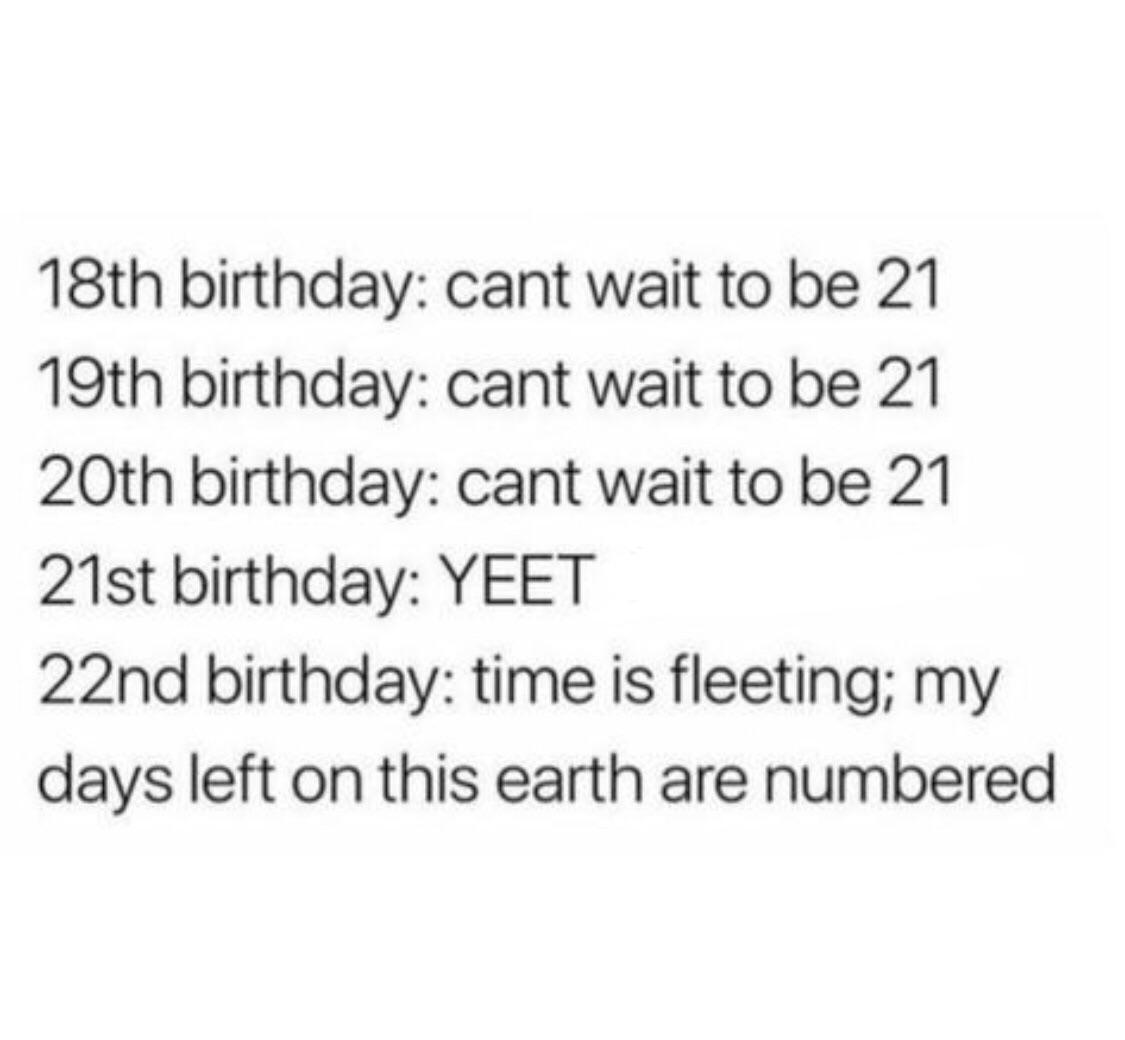 18th birthday: cant wait to be 21
19th birthday: cant wait to be 21
20th birthday: cant wait to be 21
21st birthday: YEET
22nd birthday: time is fleeting; my
days left on this earth are numbered